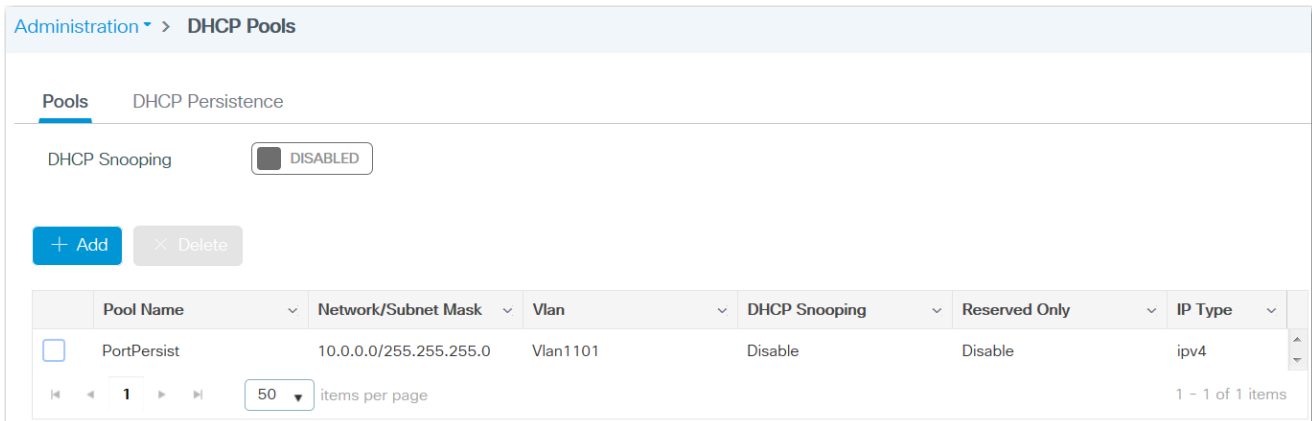 Administration > DHCP Pools
Pools DHCP Persistence
DHCP Snooping DISABLED
+ Add × Delete
Pool Name Network/Subnet Mask Vlan DHCP Snooping Reserved Only IP Type
PortPersist 10.0.0.0/255.255.255.0 Vlan1101 Disable Disable ipv4
1 50 items per page 1 - 1 of 1 items